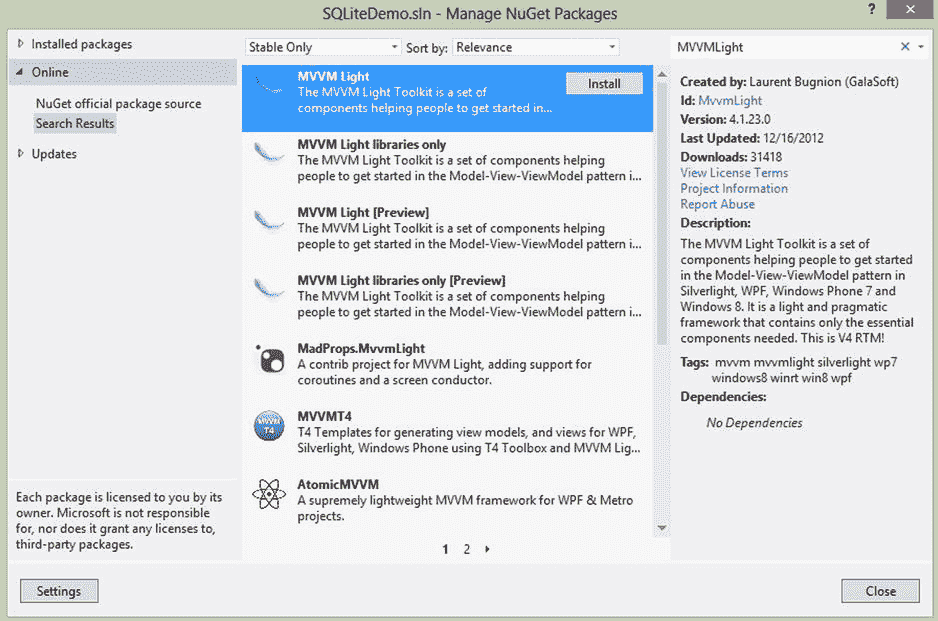 SQLiteDemo.sln - Manage NuGet Packages
?
Installed packages
Online
NuGet official package source
Search Results
Updates
Each package is licensed to you by its
owner. Microsoft is not responsible
for, nor does it grant any licenses to,
third-party packages.
Stable Only
Sort by:
Relevance
MVVM Light
The MVVM Light Toolkit is a set of
components helping people to get started in...
Install
MVVM Light libraries only
The MVVM Light Toolkit is a set of components helping
people to get started in the Model-View-ViewModel pattern i...
MVVM Light [Preview]
The MVVM Light Toolkit is a set of components helping
people to get started in the Model-View-ViewModel pattern i...
MVVM Light libraries only [Preview]
The MVVM Light Toolkit is a set of components helping
people to get started in the Model-View-ViewModel pattern i...
MadProps.MvvmLight
A contrib project for MVVM Light, adding support for
coroutines and a screen conductor.
MVVM
T4
MVVMT4
T4 Templates for generating view models, and views for WPF,
Silverlight, Windows Phone using T4 Toolbox and MVVM Lig...
AtomicMVVM
A supremely lightweight MVVM framework for WPF & Metro
projects.
1 2
MVVMLight
Created by: Laurent Bugnion (GalaSoft)
Id: MvvmLight
Version: 4.1.23.0
Last Updated: 12/16/2012
Downloads: 31418
View License Terms
Project Information
Report Abuse
Description:
The MVVM Light Toolkit is a set of
components helping people to get started
in the Model-View-ViewModel pattern in
Silverlight, WPF, Windows Phone 7 and
Windows 8. It is a light and pragmatic
framework that contains only the essential
components needed. This is V4 RTM!
Tags: mvvm mvvmlight silverlight wp7
windows8 winrt win8 wpf
Dependencies:
No Dependencies
Settings
Close